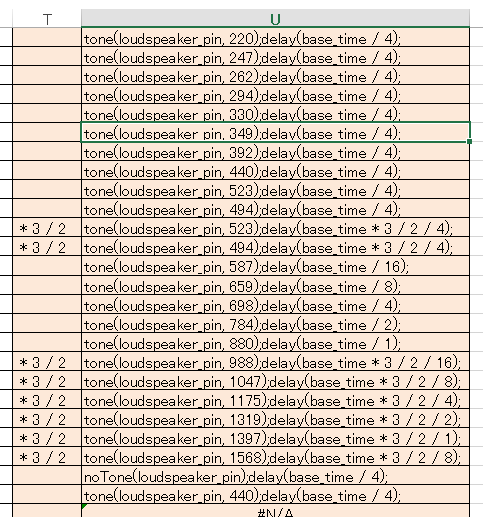 T U
tone(loudspeaker_pin, 220);delay(base_time / 4);
tone(loudspeaker_pin, 247);delay(base_time / 4);
tone(loudspeaker_pin, 262);delay(base_time / 4);
tone(loudspeaker_pin, 294);delay(base_time / 4);
tone(loudspeaker_pin, 330);delay(base_time / 4);
tone(loudspeaker_pin, 349);delay(base_time / 4);
tone(loudspeaker_pin, 392);delay(base_time / 4);
tone(loudspeaker_pin, 440);delay(base_time / 4);
tone(loudspeaker_pin, 523);delay(base_time / 4);
tone(loudspeaker_pin, 494);delay(base_time / 4);
* 3 / 2 tone(loudspeaker_pin, 523);delay(base_time * 3 / 2 / 4);
* 3 / 2 tone(loudspeaker_pin, 494);delay(base_time * 3 / 2 / 4);
tone(loudspeaker_pin, 587);delay(base_time / 16);
tone(loudspeaker_pin, 659);delay(base_time / 8);
tone(loudspeaker_pin, 698);delay(base_time / 4);
tone(loudspeaker_pin, 784);delay(base_time / 2);
tone(loudspeaker_pin, 880);delay(base_time / 1);
* 3 / 2 tone(loudspeaker_pin, 988);delay(base_time * 3 / 2 / 16);
* 3 / 2 tone(loudspeaker_pin, 1047);delay(base_time * 3 / 2 / 8);
* 3 / 2 tone(loudspeaker_pin, 1175);delay(base_time * 3 / 2 / 4);
* 3 / 2 tone(loudspeaker_pin, 1319);delay(base_time * 3 / 2 / 2);
* 3 / 2 tone(loudspeaker_pin, 1397);delay(base_time * 3 / 2 / 1);
* 3 / 2 tone(loudspeaker_pin, 1568);delay(base_time * 3 / 2 / 8);
noTone(loudspeaker_pin);delay(base_time / 4);
tone(loudspeaker_pin, 440);delay(base_time / 4);
#N/A